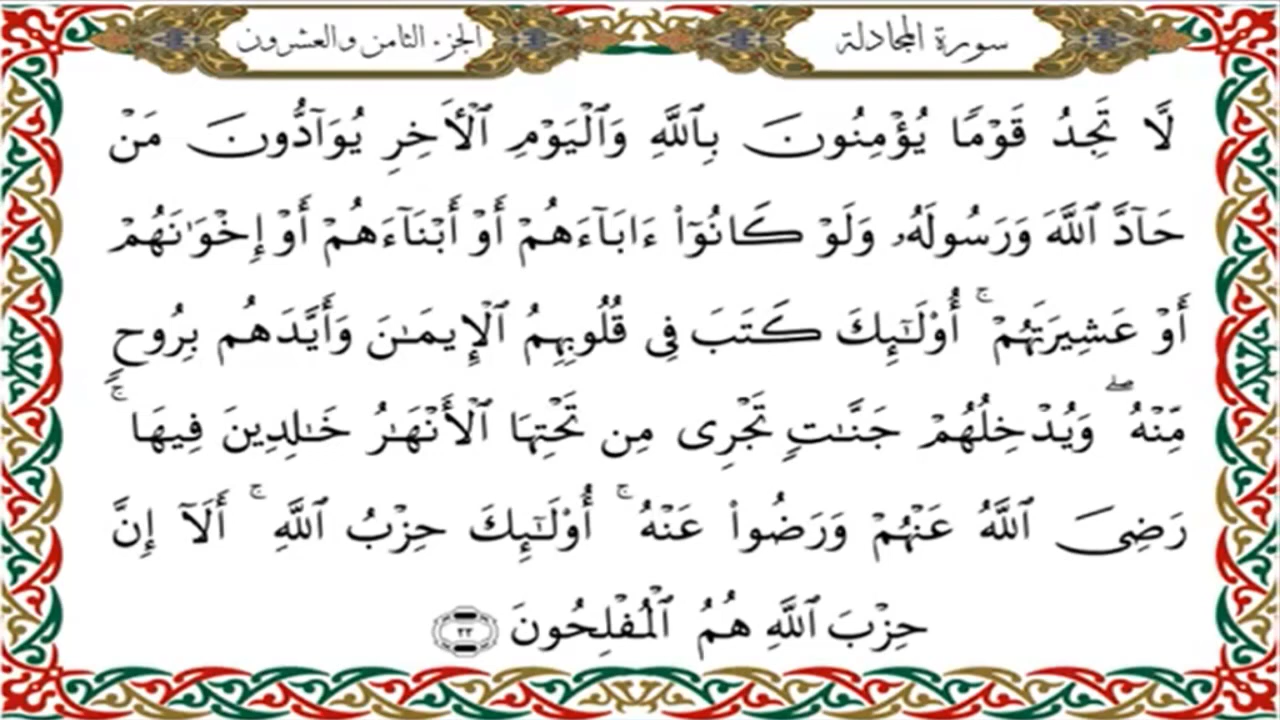 سورة المجادلة
الجزء الثامن والعشرون
لَّا تَجِدُ قَوْمًا يُؤْمِنُونَ بِٱللَّهِ وَٱلْيَوْمِ ٱلْأَخِرِ يُوَآدُّونَ مَنْ
حَآدَّ ٱللَّهَ وَرَسُولَهُۥ وَلَوْ كَانُوٓا۟ ءَابَآءَهُمْ أَوْ أَبْنَآءَهُمْ أَوْ إِخْوَٰنَهُمْ
أَوْ عَشِيرَتَهُمْ ۚ أُو۟لَٰٓئِكَ كَتَبَ فِى قُلُوبِهِمُ ٱلْإِيمَٰنَ وَأَيَّدَهُم بِرُوحٍ
مِّنْهُ ۖ وَيُدْخِلُهُمْ جَنَّٰتٍ تَجْرِى مِن تَحْتِهَا ٱلْأَنْهَٰرُ خَٰلِدِينَ فِيهَا ۚ
رَضِىَ ٱللَّهُ عَنْهُمْ وَرَضُوا۟ عَنْهُ ۚ أُو۟لَٰٓئِكَ حِزْبُ ٱللَّهِ ۚ أَلَآ إِنَّ
حِزْبَ ٱللَّهِ هُمُ ٱلْمُفْلِحُونَ ٢٢